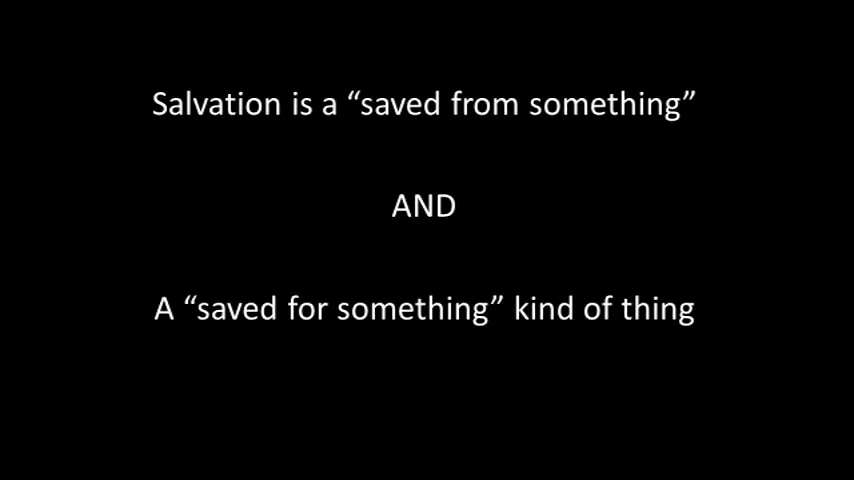 Salvation is a “saved from something”
AND
A “saved for something” kind of thing